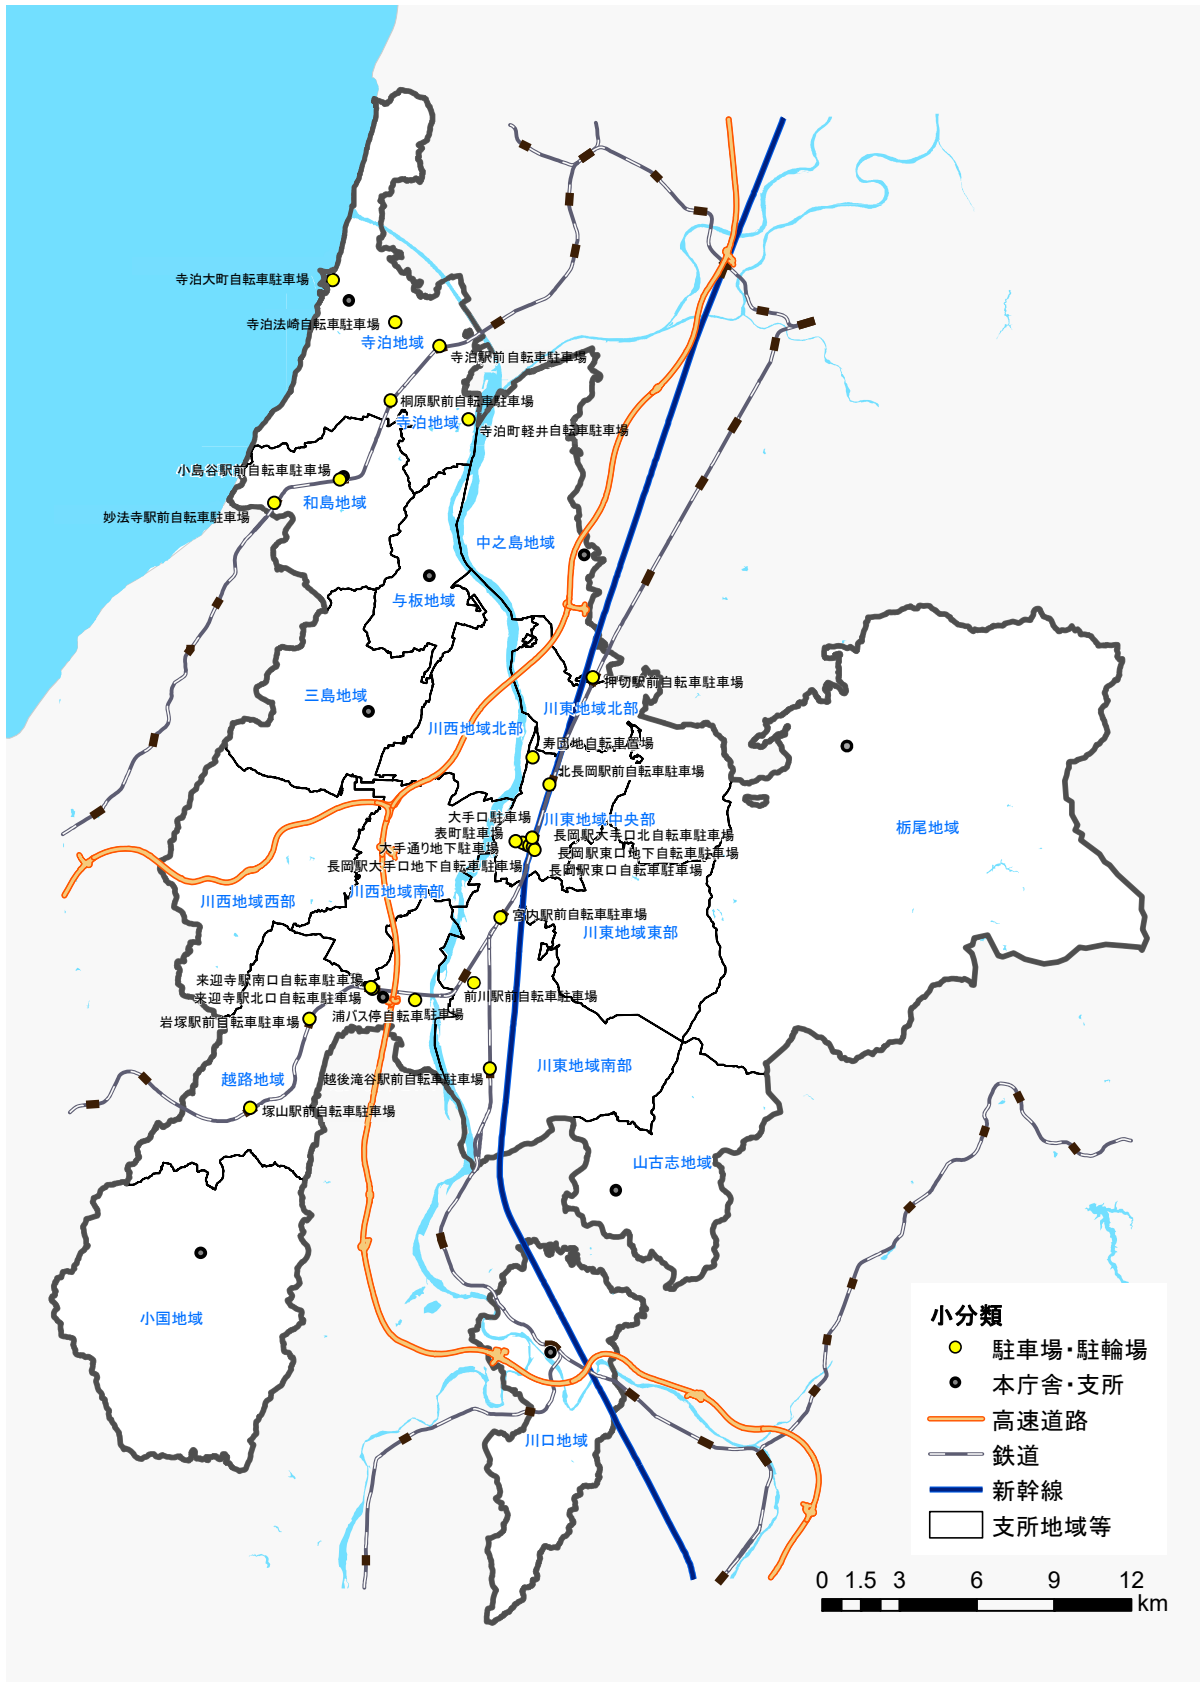 寺泊大町自転車駐車場
寺泊法崎自転車駐車場
寺泊地域
寺泊駅前自転車駐車場
桐原駅前自転車駐車場
寺泊地域
寺泊町軽井自転車駐車場
小島谷駅前自転車駐車場
和島地域
妙法寺駅前自転車駐車場
中之島地域
与板地域
押切駅前自転車駐車場
三島地域
川東地域北部
川西地域北部
寿団地自転車置場
北長岡駅前自転車駐車場
大手口駐車場
川東地域中央部
表町駐車場
長岡駅大手口北自転車駐車場
大手通り地下駐車場
長岡駅東口地下自転車駐車場
長岡駅大手口地下自転車駐車場
長岡駅東口自転車駐車場
栃尾地域
川西地域南部
川西地域西部
宮内駅前自転車駐車場
川東地域東部
来迎寺駅南口自転車駐車場
来迎寺駅北口自転車駐車場
前川駅前自転車駐車場
浦バス停自転車駐車場
岩塚駅前自転車駐車場
川東地域南部
越路地域
越後滝谷駅前自転車駐車場
塚山駅前自転車駐車場
山古志地域
小国地域
川口地域
小分類
駐車場・駐輪場
本庁舎・支所
高速道路
鉄道
新幹線
支所地域等
0 1.5 3 6 9 12
km